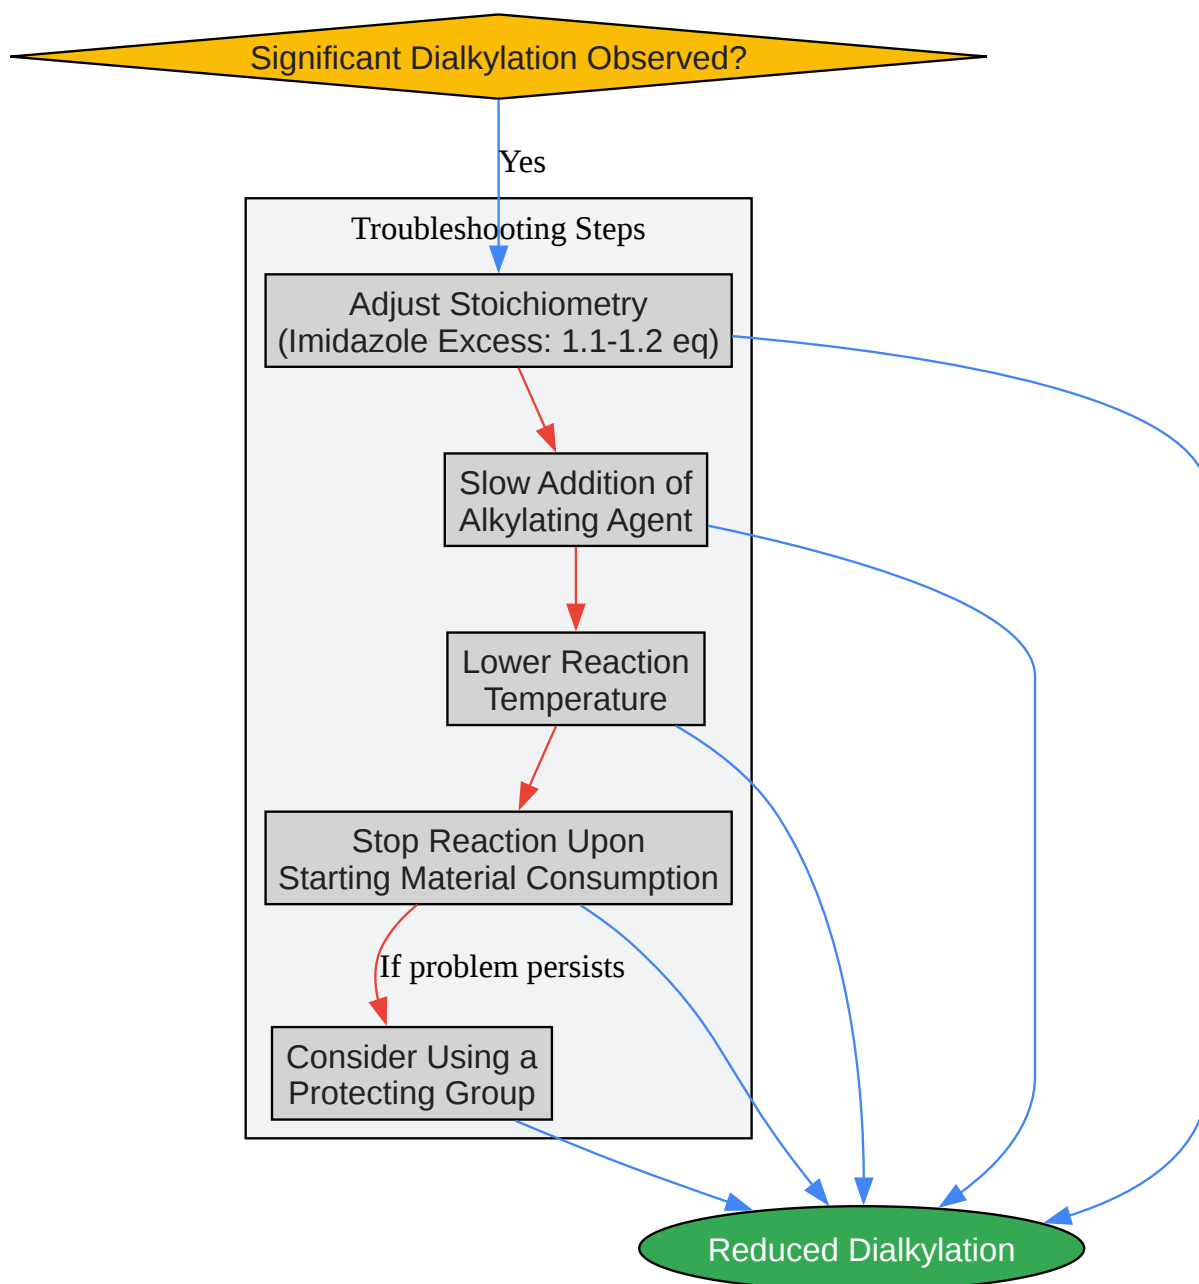 Significant Dialkylation Observed?
Yes
Troubleshooting Steps
Adjust Stoichiometry
(Imidazole Excess: 1.1-1.2 eq)
Slow Addition of
Alkylating Agent
Lower Reaction
Temperature
Stop Reaction Upon
Starting Material Consumption
If problem persists
Consider Using a
Protecting Group
Reduced Dialkylation